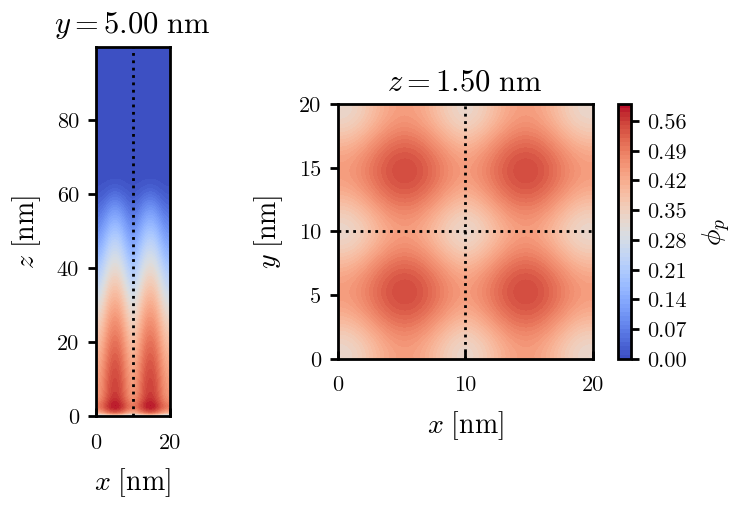 y = 5.00 nm
80
60
40
20
0
z [nm]
0 20
x [nm]
z = 1.50 nm
20
15
10
5
0
y [nm]
0 10 20
x [nm]
0.56
0.49
0.42
0.35
0.28
0.21
0.14
0.07
0.00
ϕₚ